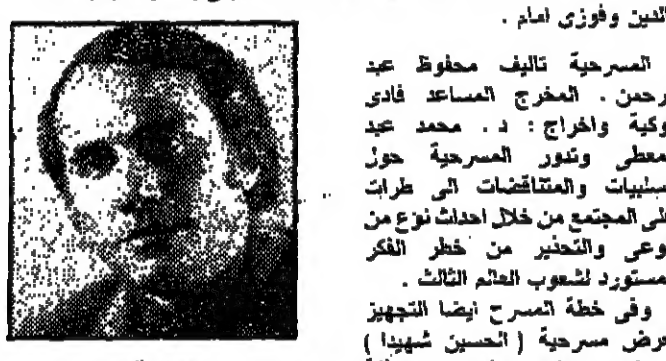 الدين وفوزى امام .
المسرحية تاليف محفوظ عبد
رحمن . المخرج المساعد فادى
وكية واخراج : د . محمد عبد
معطى وتدور المسرحية حول
سلبيات والمتناقضات الى طرات
لى المجتمع من خلال احداث نوع من
وعى والتحذير من خطر الفكر
مستورد لشعوب العالم الثالث .
وفى خطة المسرح ايضا التجهيز
عرض مسرحية ( الحسين شهيدا )